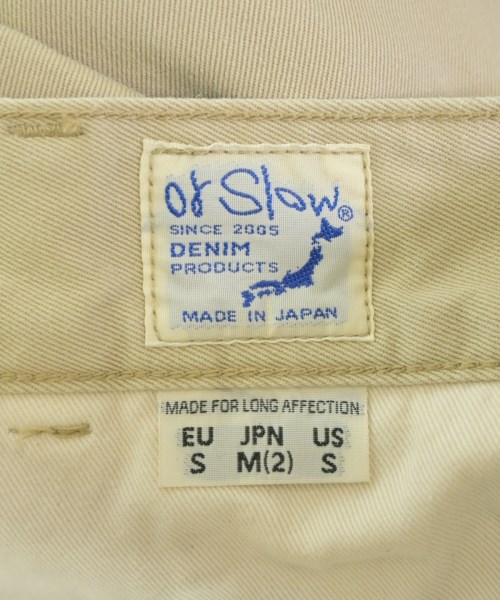 or Slow®
SINCE 2005
DENIM
PRODUCTS
MADE IN JAPAN
MADE FOR LONG AFFECTION
EU JPN US
S M(2) S